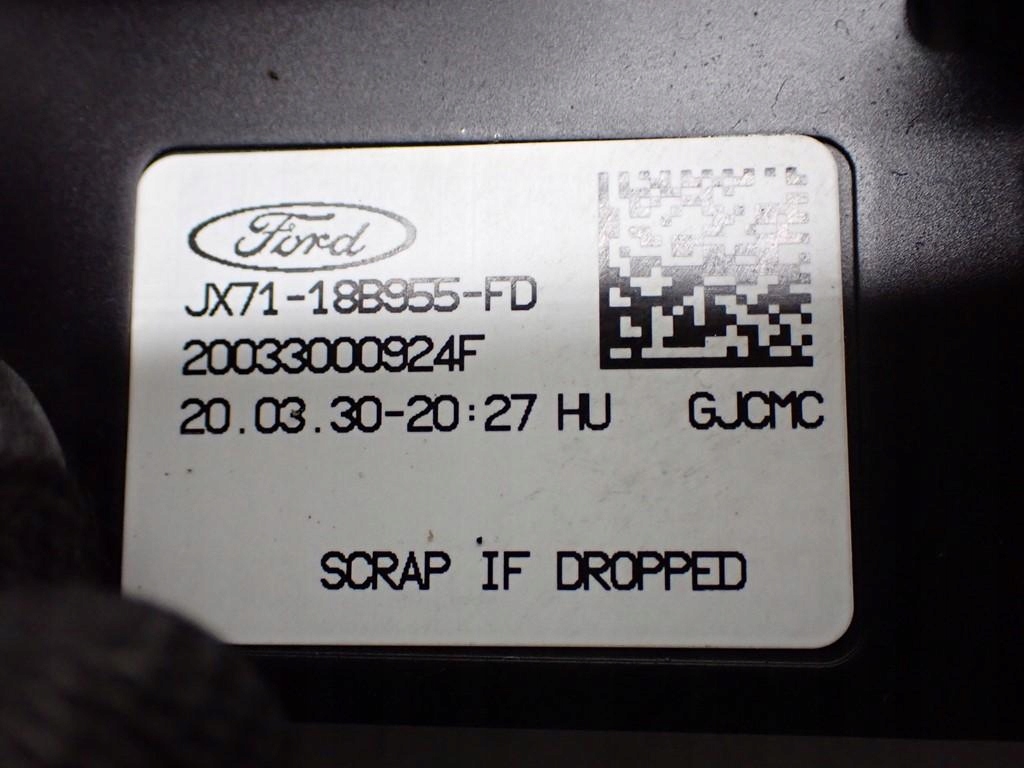 Ford
JX71-18B955-FD
20033000924F
20.03.30-20:27 HU GJCMC
SCRAP IF DROPPED